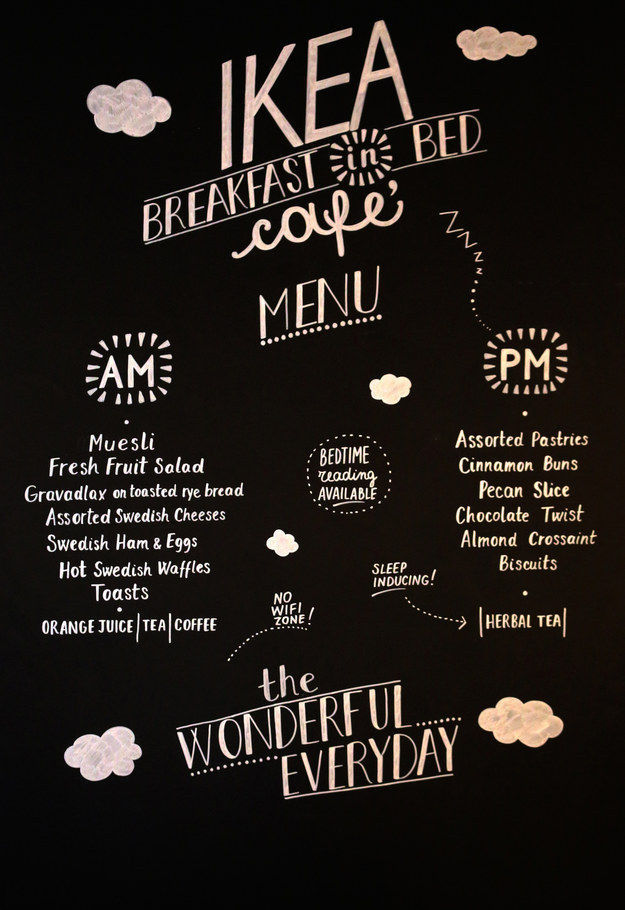 IKEA
BREAKFAST in BED
café
MENU
AM
Muesli
Fresh Fruit Salad
Gravadlax on toasted rye bread
Assorted Swedish Cheeses
Swedish Ham & Eggs
Hot Swedish Waffles
Toasts
ORANGE JUICE|TEA|COFFEE
BEDTIME
reading
AVAILABLE
NO
WIFI
ZONE!
ZZZZZ
PM
Assorted Pastries
Cinnamon Buns
Pecan Slice
Chocolate Twist
Almond Crossaint
Biscuits
SLEEP
INDUCING!
|HERBAL TEA|
the
WONDERFUL
EVERYDAY